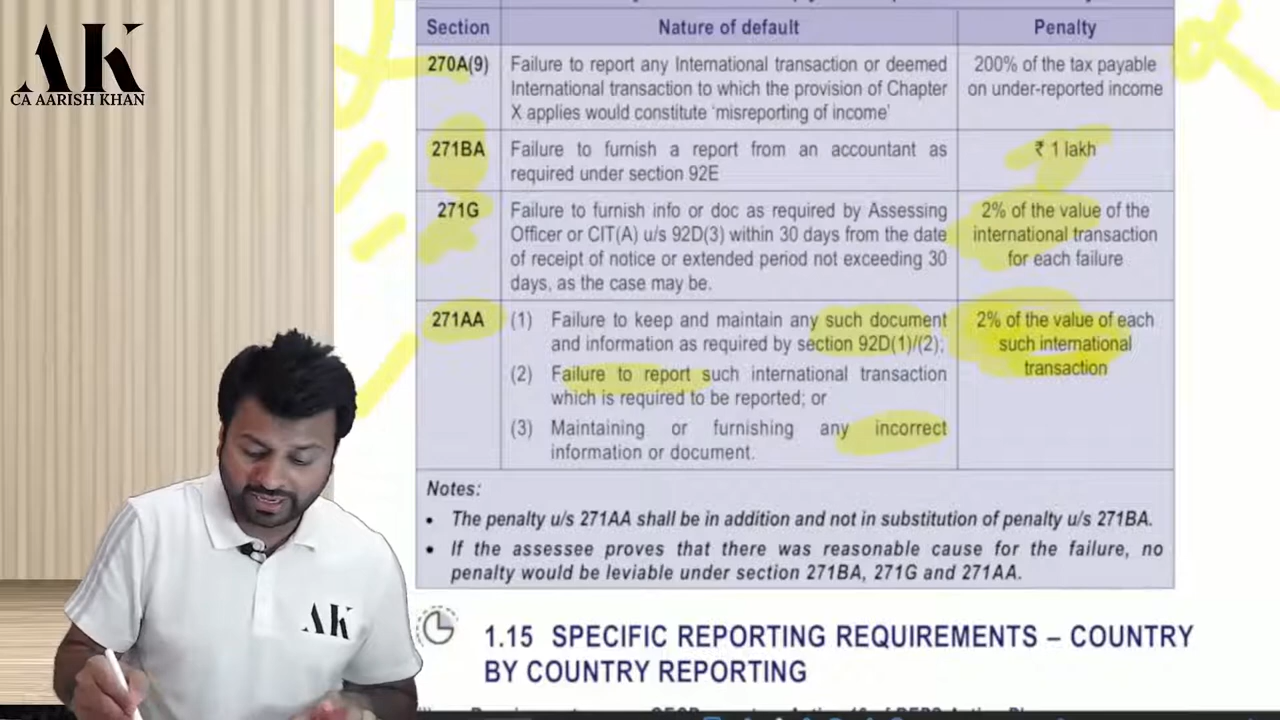 AK
CA AARISH KHAN
Section Nature of default Penalty
270A(9) Failure to report any International transaction or deemed International transaction to which the provision of Chapter X applies would constitute ‘misreporting of income’ 200% of the tax payable on under-reported income
271BA Failure to furnish a report from an accountant as required under section 92E ₹ 1 lakh
271G Failure to furnish info or doc as required by Assessing Officer or CIT(A) u/s 92D(3) within 30 days from the date of receipt of notice or extended period not exceeding 30 days, as the case may be. 2% of the value of the international transaction for each failure
271AA (1) Failure to keep and maintain any such document and information as required by section 92D(1)/(2); 2% of the value of each such international transaction
(2) Failure to report such international transaction which is required to be reported; or
(3) Maintaining or furnishing any incorrect information or document.
Notes:
• The penalty u/s 271AA shall be in addition and not in substitution of penalty u/s 271BA.
• If the assessee proves that there was reasonable cause for the failure, no
penalty would be leviable under section 271BA, 271G and 271AA.
1.15 SPECIFIC REPORTING REQUIREMENTS – COUNTRY
BY COUNTRY REPORTING
AK